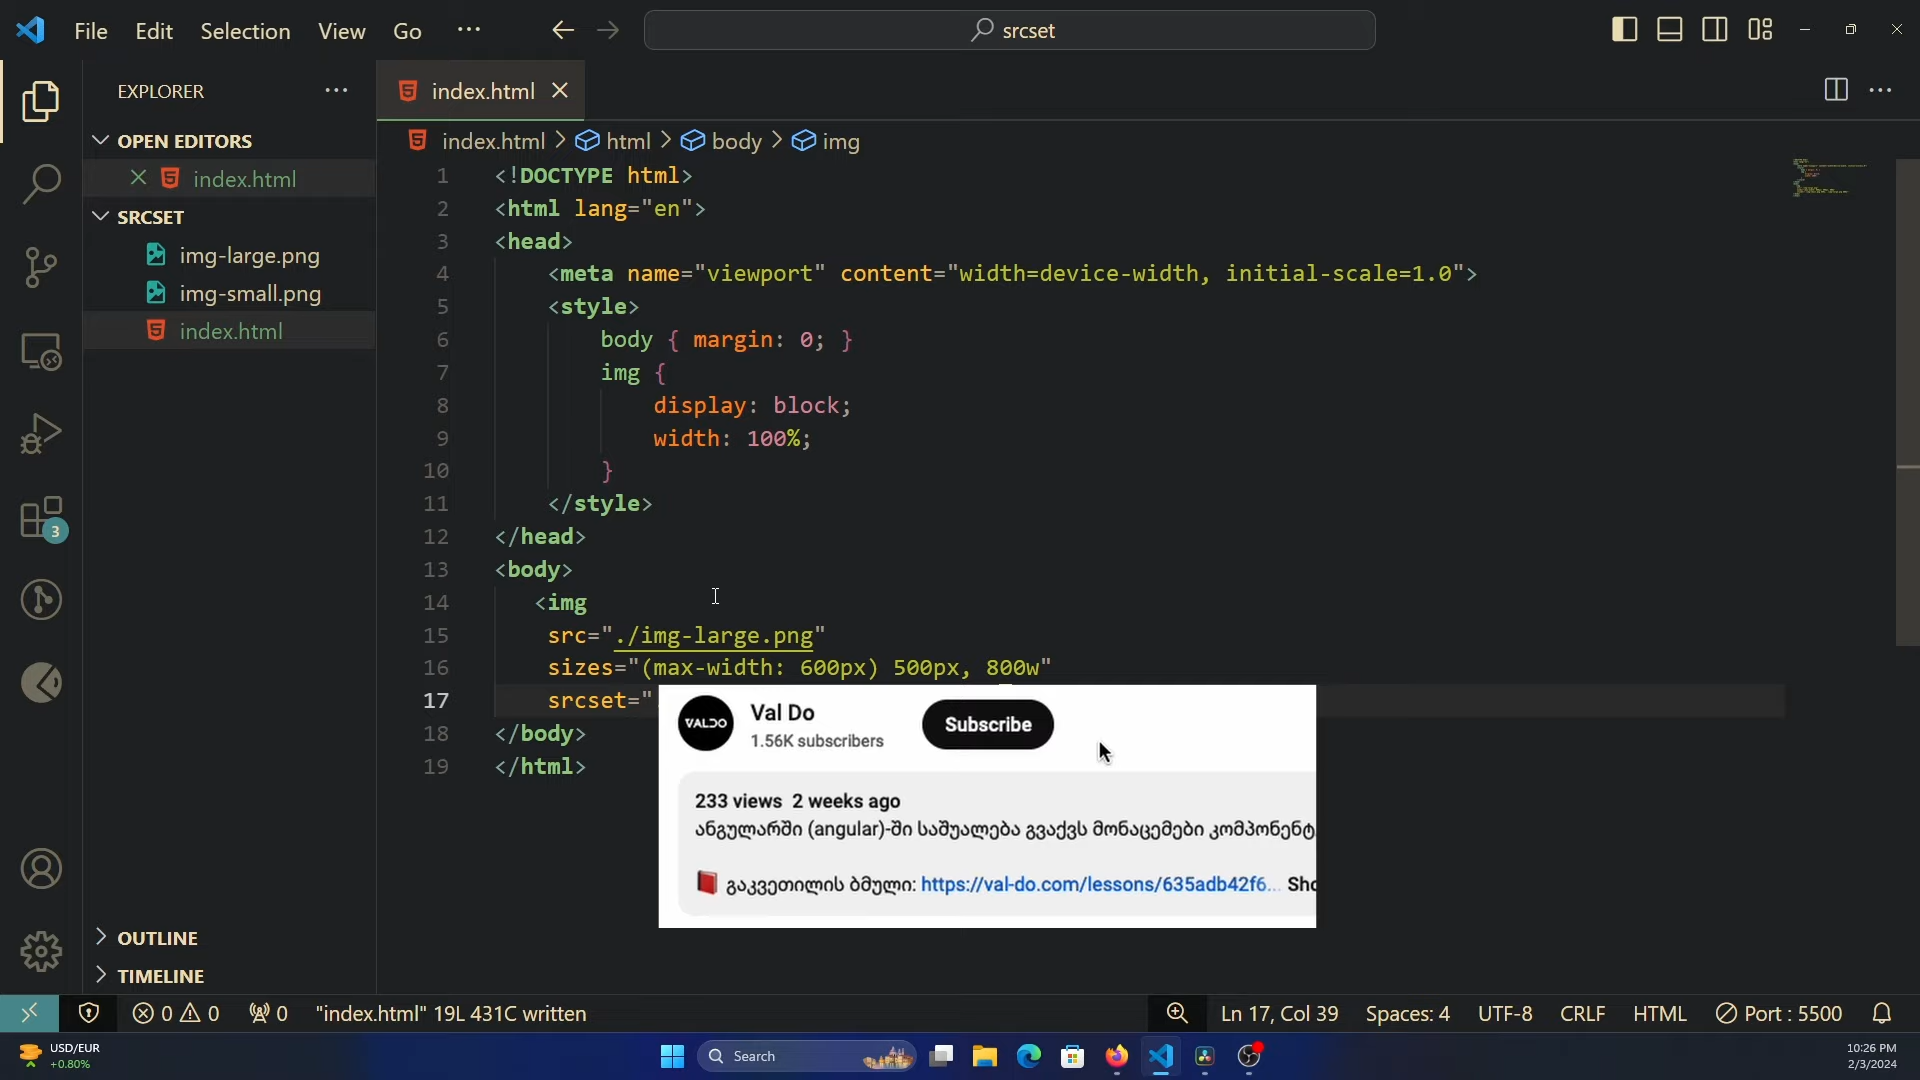 File Edit Selection View Go ··· srcset
EXPLORER ···
index.html
OPEN EDITORS
index.html
SRCSET
img-large.png
img-small.png
index.html
OUTLINE
TIMELINE
3
index.html > html > body > img
1 <!DOCTYPE html>
2 <html lang="en">
3 <head>
4 <meta name="viewport" content="width=device-width, initial-scale=1.0">
5 <style>
6 body { margin: 0; }
7 img {
8 display: block;
9 width: 100%;
10 }
11 </style>
12 </head>
13 <body>
14 <img
15 src="./img-large.png"
16 sizes="(max-width: 600px) 500px, 800w"
17 srcset="
18 </body>
19 </html>
VALDO
Val Do
1.56K subscribers
Subscribe
233 views 2 weeks ago
ანგულარში (angular)-ში საშუალება გვაქვს მონაცემები კომპონენტ
გაკვეთილის ბმული: https://val-do.com/lessons/635adb42f6... Sho
0 0 0 "index.html" 19L 431C written Ln 17, Col 39 Spaces: 4 UTF-8 CRLF HTML Port : 5500
USD/EUR
+0.80%
Search
10:26 PM
2/3/2024